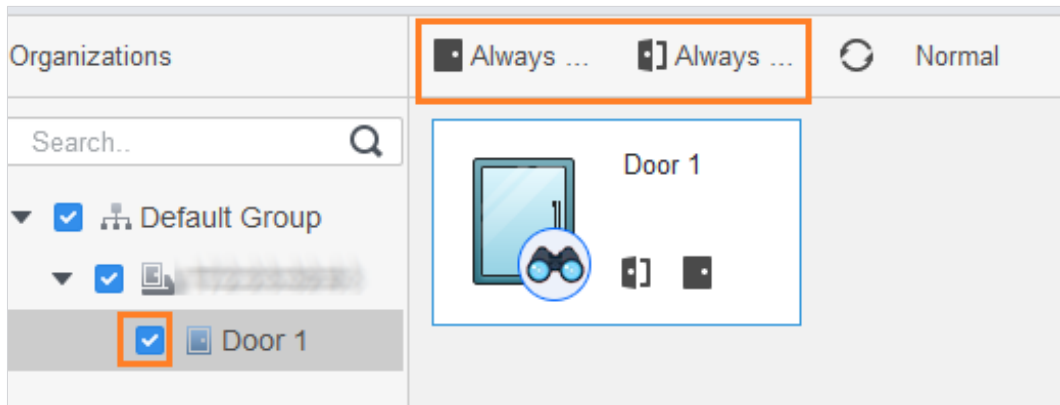 Organizations
Always ... Always ... Normal
Search..
Default Group
Door 1
Door 1